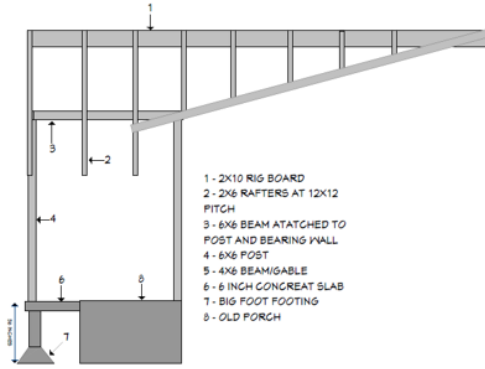 1
3
2
4
6
8
7
1 - 2X10 RIG BOARD
2 - 2X6 RAFTERS AT 12X12
PITCH
3 - 6X6 BEAM ATATCHED TO
POST AND BEARING WALL
4 - 6X6 POST
5 - 4X6 BEAM/GABLE
6 - 6 INCH CONCREAT SLAB
7 - BIG FOOT FOOTING
8 - OLD PORCH